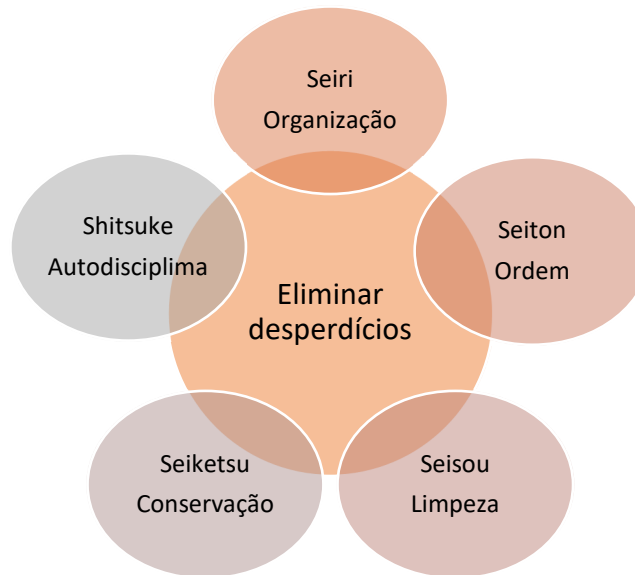 Seiri
Organização
Shitsuke
Autodisciplima
Seiton
Ordem
Eliminar
desperdícios
Seiketsu
Conservação
Seisou
Limpeza